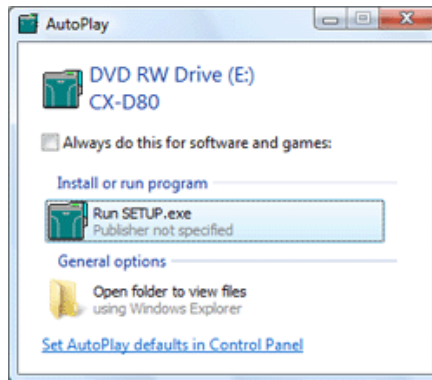 AutoPlay
DVD RW Drive (E:)
CX-D80
Always do this for software and games:
Install or run program
Run SETUP.exe
Publisher not specified
General options
Open folder to view files
using Windows Explorer
Set AutoPlay defaults in Control Panel